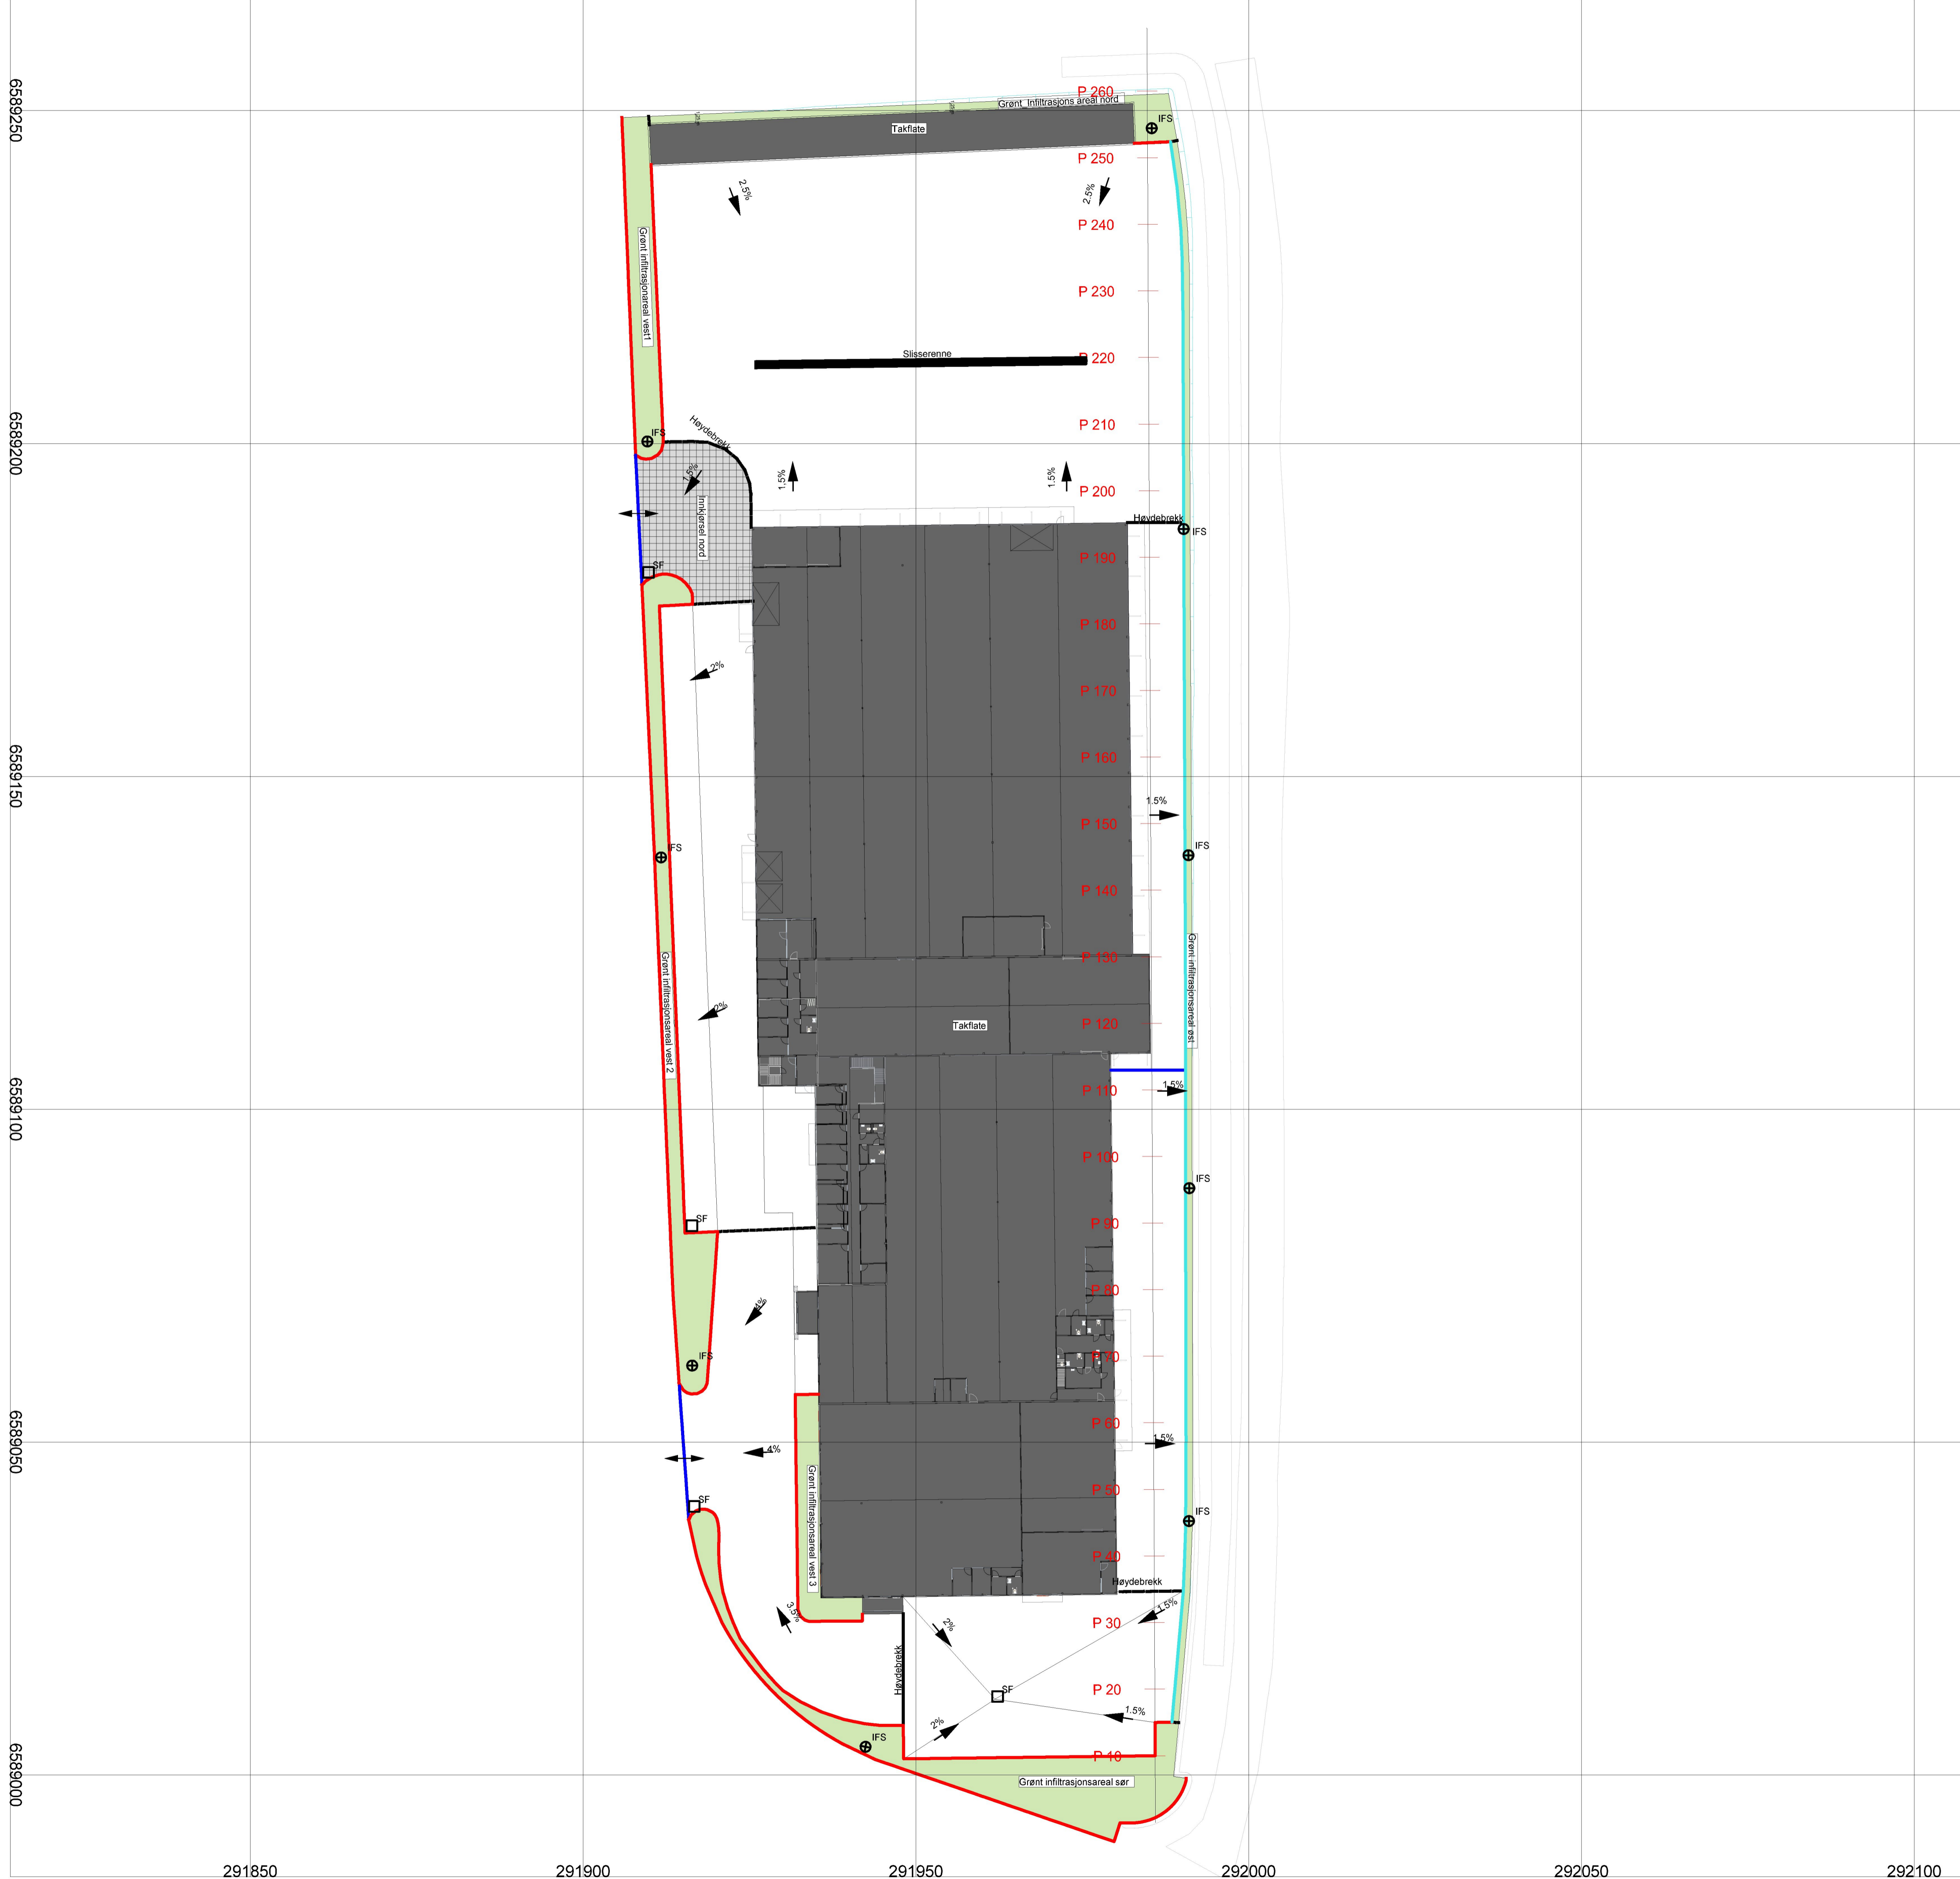 6589250
6589200
6589150
6589100
6589050
6589000
291850
291900
291950
292000
292050
292100
P 260
Grønt_Infiltrasjons areal nord
IFS
Takflate
P 250
2.5%
2.5%
P 240
Grønt infiltrasjonareal vest1
P 230
Slisserenne
P 220
P 210
Høydebrekk
IFS
1.5%
1.5%
1.5%
P 200
Innkjørsel nord
Høydebrekk
IFS
P 190
SF
P 180
2%
P 170
P 160
1.5%
P 150
IFS
IFS
P 140
Grønt infiltrasjonsareal øst
P 130
Grønt infiltrasjonsareal vest 2
2%
Takflate
P 120
1.5%
P 110
P 100
IFS
SF
P 90
4%
P 80
IFS
P 70
P 60
4%
1.5%
Grønt infiltrasjonsareal vest 3
P 50
SF
IFS
P 40
Høydebrekk
3.5%
2%
1.5%
P 30
Høydebrekk
SF
P 20
2%
1.5%
IFS
P 10
Grønt infiltrasjonsareal sør